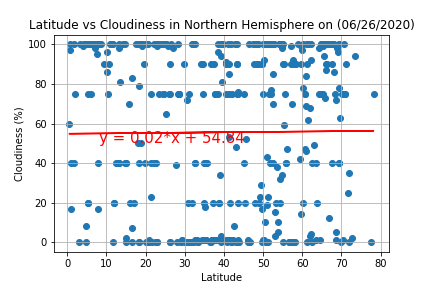 Latitude vs Cloudiness in Northern Hemisphere on (06/26/2020)
100
80
60
40
20
0
Cloudiness (%)
y = 0.02*x + 54.84
0 10 20 30 40 50 60 70 80
Latitude